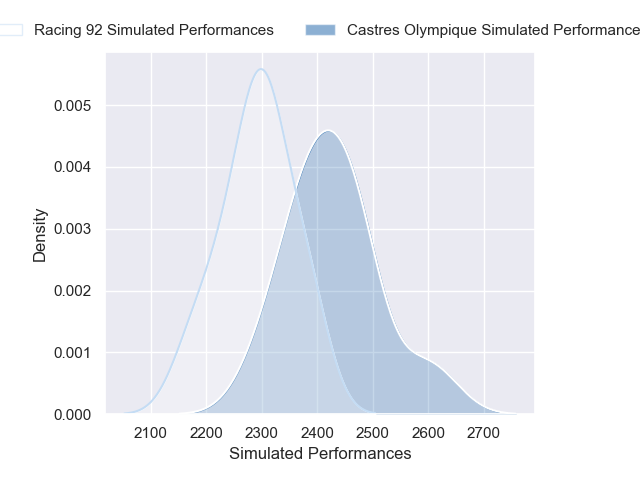 Racing 92 Simulated Performances
Castres Olympique Simulated Performance
0.005
0.004
0.003
0.002
0.001
0.000
Density
2100 2200 2300 2400 2500 2600 2700
Simulated Performances